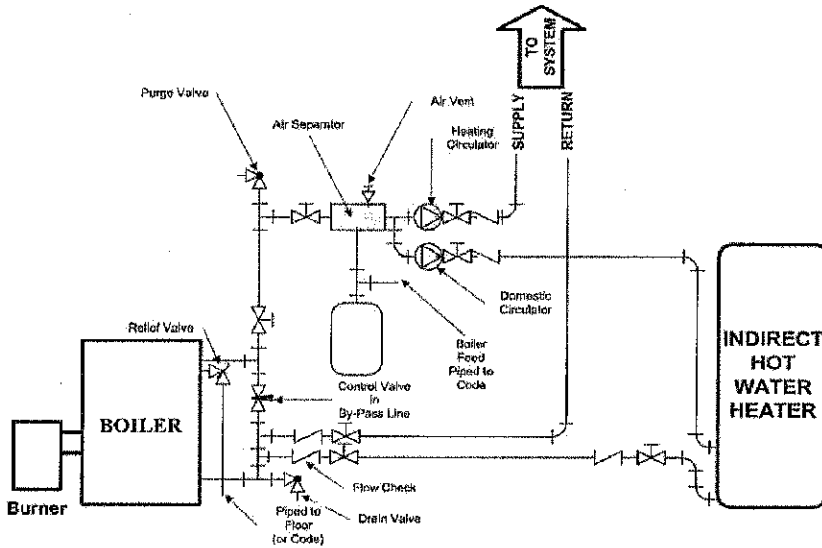 TO
SYSTEM
SUPPLY
RETURN
Purge Valve
Air Separator
Air Vent
Heating
Circulator
Domestic
Circulator
Boiler
Feed
Piped to
Code
Relief Valve
Control Valve
in
By-Pass Line
BOILER
Burner
INDIRECT
HOT
WATER
HEATER
Flow Check
Drain Valve
Piped to
Floor
(or Code)